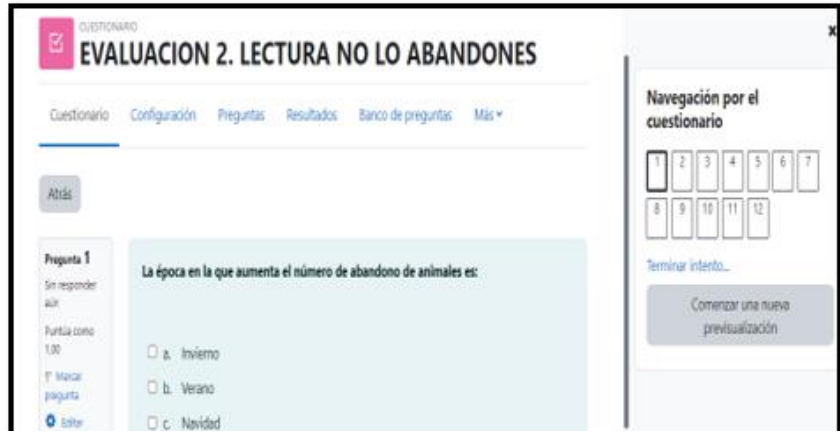 CUESTIONARIO
EVALUACION 2. LECTURA NO LO ABANDONES
Cuestionario Configuración Preguntas Resultados Banco de preguntas Más
Atrás
Pregunta 1
Sin responder
aún
Puntúa como
1,00
Marcar
pregunta
Editar
La época en la que aumenta el número de abandono de animales es:
a. Invierno
b. Verano
c. Navidad
x
Navegación por el
cuestionario
1 2 3 4 5 6 7
8 9 10 11 12
Terminar intento...
Comenzar una nueva
previsualización